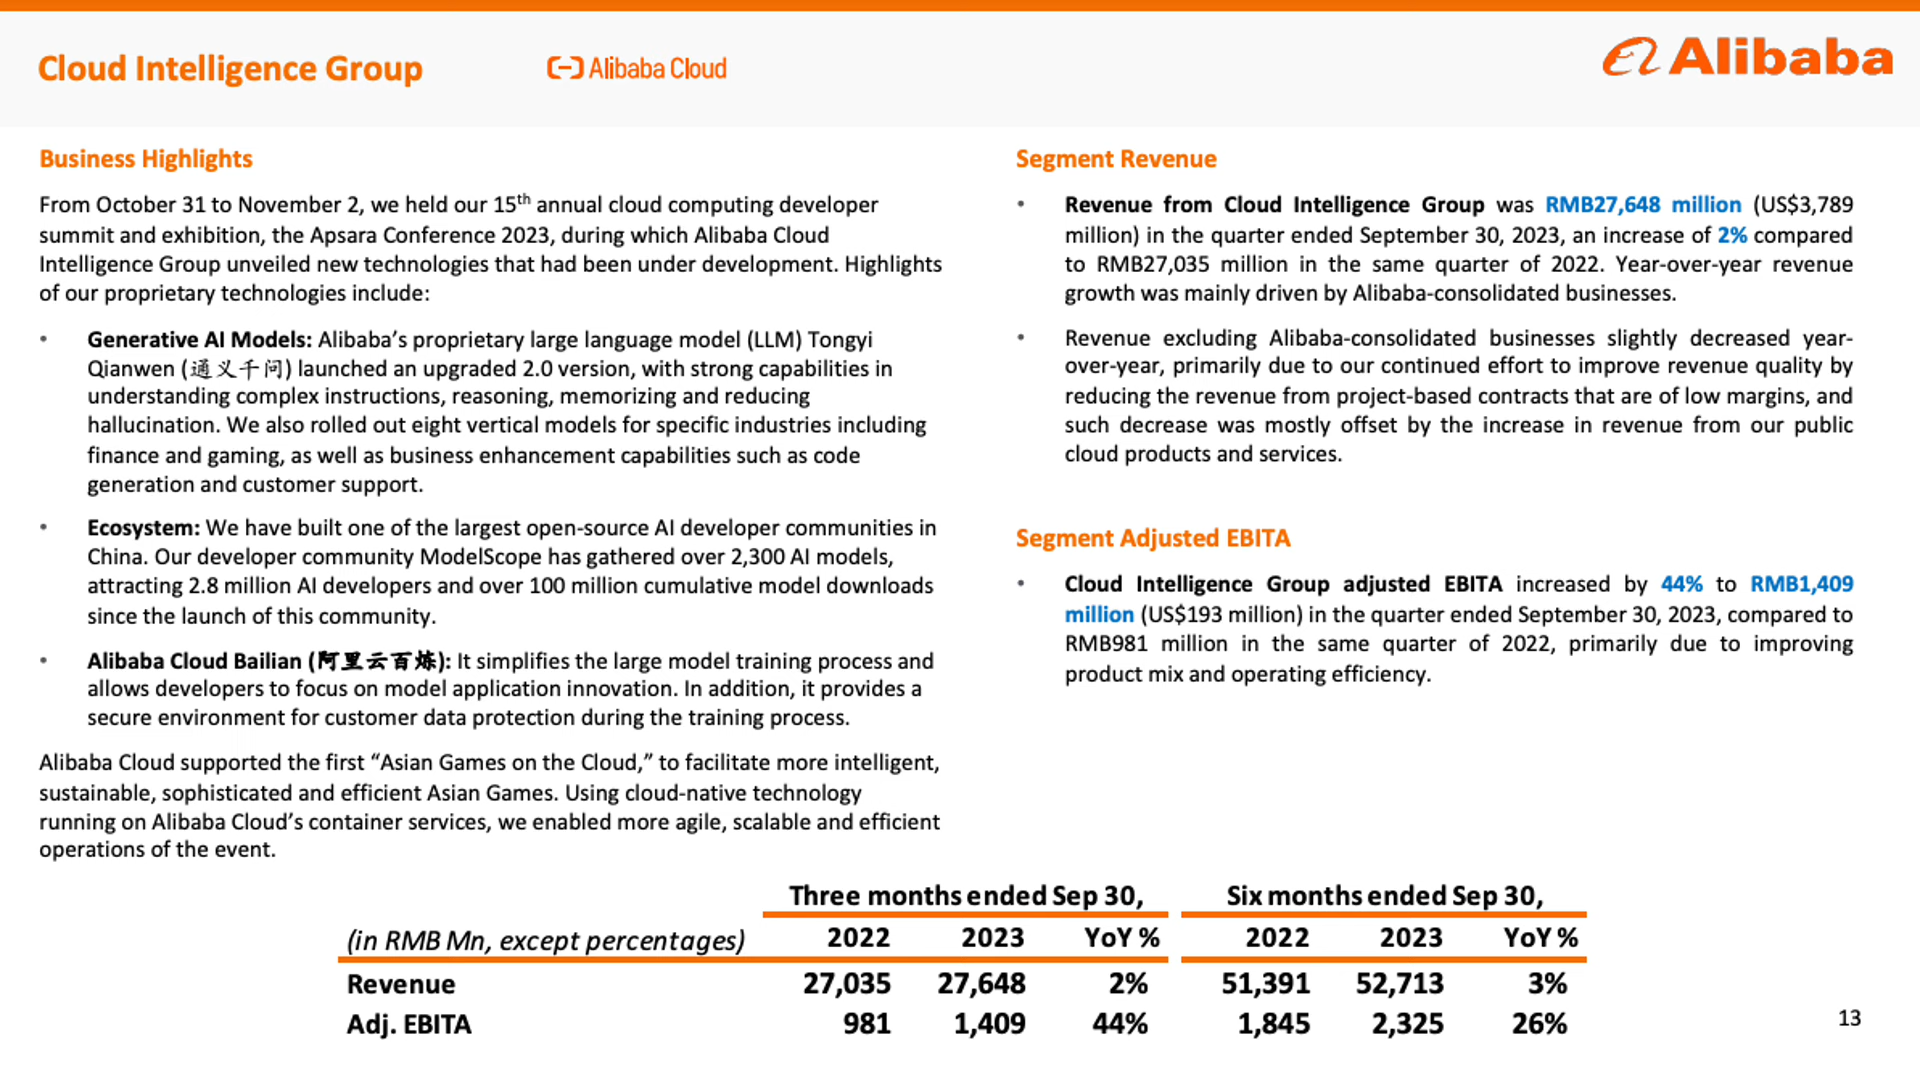 Cloud Intelligence Group
Alibaba Cloud
Alibaba
Business Highlights
From October 31 to November 2, we held our 15th annual cloud computing developer
summit and exhibition, the Apsara Conference 2023, during which Alibaba Cloud
Intelligence Group unveiled new technologies that had been under development. Highlights
of our proprietary technologies include:
• Generative AI Models: Alibaba’s proprietary large language model (LLM) Tongyi
Qianwen (通义千问) launched an upgraded 2.0 version, with strong capabilities in
understanding complex instructions, reasoning, memorizing and reducing
hallucination. We also rolled out eight vertical models for specific industries including
finance and gaming, as well as business enhancement capabilities such as code
generation and customer support.
• Ecosystem: We have built one of the largest open-source AI developer communities in
China. Our developer community ModelScope has gathered over 2,300 AI models,
attracting 2.8 million AI developers and over 100 million cumulative model downloads
since the launch of this community.
• Alibaba Cloud Bailian (阿里云百炼): It simplifies the large model training process and
allows developers to focus on model application innovation. In addition, it provides a
secure environment for customer data protection during the training process.
Alibaba Cloud supported the first “Asian Games on the Cloud,” to facilitate more intelligent,
sustainable, sophisticated and efficient Asian Games. Using cloud-native technology
running on Alibaba Cloud’s container services, we enabled more agile, scalable and efficient
operations of the event.
Segment Revenue
• Revenue from Cloud Intelligence Group was RMB27,648 million (US$3,789
million) in the quarter ended September 30, 2023, an increase of 2% compared
to RMB27,035 million in the same quarter of 2022. Year-over-year revenue
growth was mainly driven by Alibaba-consolidated businesses.
• Revenue excluding Alibaba-consolidated businesses slightly decreased year-
over-year, primarily due to our continued effort to improve revenue quality by
reducing the revenue from project-based contracts that are of low margins, and
such decrease was mostly offset by the increase in revenue from our public
cloud products and services.
Segment Adjusted EBITA
• Cloud Intelligence Group adjusted EBITA increased by 44% to RMB1,409
million (US$193 million) in the quarter ended September 30, 2023, compared to
RMB981 million in the same quarter of 2022, primarily due to improving
product mix and operating efficiency.
Three months ended Sep 30, Six months ended Sep 30,
(in RMB Mn, except percentages) 2022 2023 YoY % 2022 2023 YoY %
Revenue 27,035 27,648 2% 51,391 52,713 3%
Adj. EBITA 981 1,409 44% 1,845 2,325 26%
13